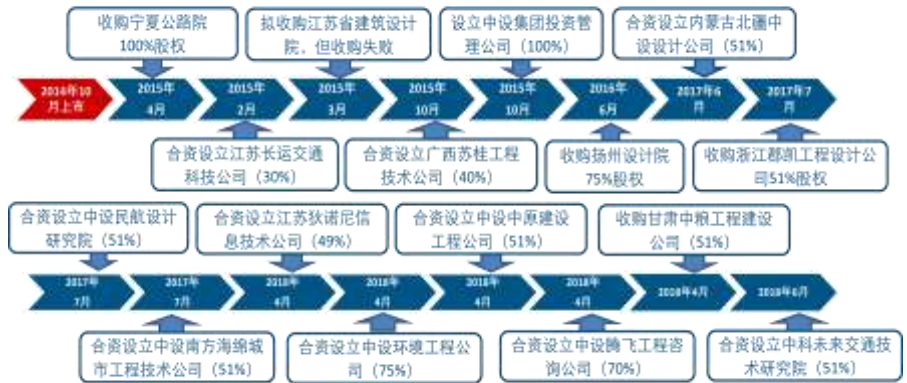 收购宁夏公路院
100%股权
拟收购江苏省建筑设计
院，但收购失败
设立中设集团投资管
理公司（100%）
合资设立内蒙古北疆中
设设计公司（51%）
2014年10
月上市
2015年
4月
2015年
2月
2015年
3月
2015年
10月
2015年
10月
2016年
6月
2017年6
月
2017年7
月
合资设立江苏长运交通
科技公司（30%）
合资设立广西苏桂工程
技术公司（40%）
收购扬州设计院
75%股权
收购浙江郡凯工程设计公
司51%股权
合资设立中设民航设计
研究院（51%）
合资设立江苏狄诺尼信
息技术公司（49%）
合资设立中设中原建设
工程公司（51%）
收购甘肃中粮工程建设
公司（51%）
2017年
7月
2017年
7月
2018年
4月
2018年
4月
2018年
4月
2018年
4月
2018年4月
2018年6月
合资设立中设南方海绵城
市工程技术公司（51%）
合资设立中设环境工程公
司（75%）
合资设立中设腾飞工程咨
询公司（70%）
合资设立中科未来交通技
术研究院（51%）